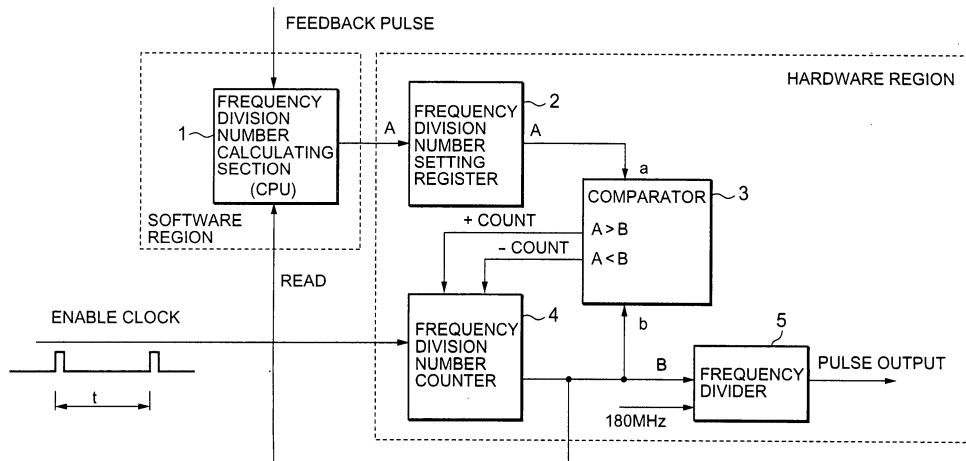 FEEDBACK PULSE
HARDWARE REGION
1
FREQUENCY
DIVISION
NUMBER
CALCULATING
SECTION
(CPU)
SOFTWARE
REGION
A
2
FREQUENCY
DIVISION
NUMBER
SETTING
REGISTER
A
a
COMPARATOR
3
A > B
A < B
+ COUNT
− COUNT
READ
ENABLE CLOCK
t
4
FREQUENCY
DIVISION
NUMBER
COUNTER
b
B
5
FREQUENCY
DIVIDER
180MHz
PULSE OUTPUT